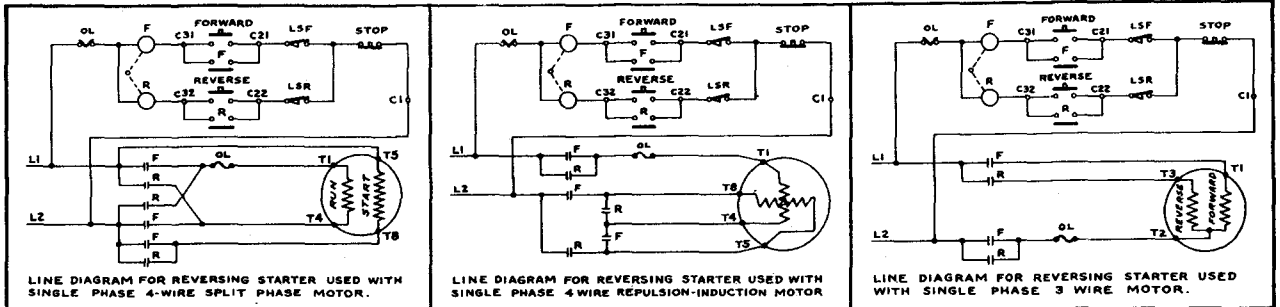 OL F FORWARD LSF STOP
C31 C21
F
R REVERSE LSR
C32 C22
R C1
L1 F OL T1 T5
R RUN START
R
L2 F T4
F T8
R
LINE DIAGRAM FOR REVERSING STARTER USED WITH
SINGLE PHASE 4-WIRE SPLIT PHASE MOTOR.
OL F FORWARD LSF STOP
C31 C21
F
R REVERSE LSR
C32 C22
R C1
L1 F OL T1
R
L2 F T8
R
T4
F
R T5
LINE DIAGRAM FOR REVERSING STARTER USED WITH
SINGLE PHASE 4 WIRE REPULSION-INDUCTION MOTOR
OL F FORWARD LSF STOP
C31 C21
F
R REVERSE LSR
C32 C22
R C1
L1 F T1
R T3
REVERSE FORWARD
L2 F OL T2
R
LINE DIAGRAM FOR REVERSING STARTER USED
WITH SINGLE PHASE 3 WIRE MOTOR.